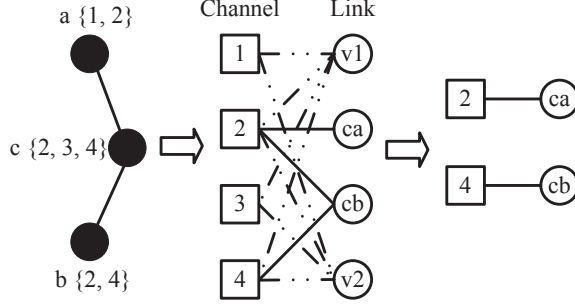 Channel Link
a {1, 2} 1 v1
2 ca 2 ca
c {2, 3, 4}
3 cb 4 cb
b {2, 4} 4 v2